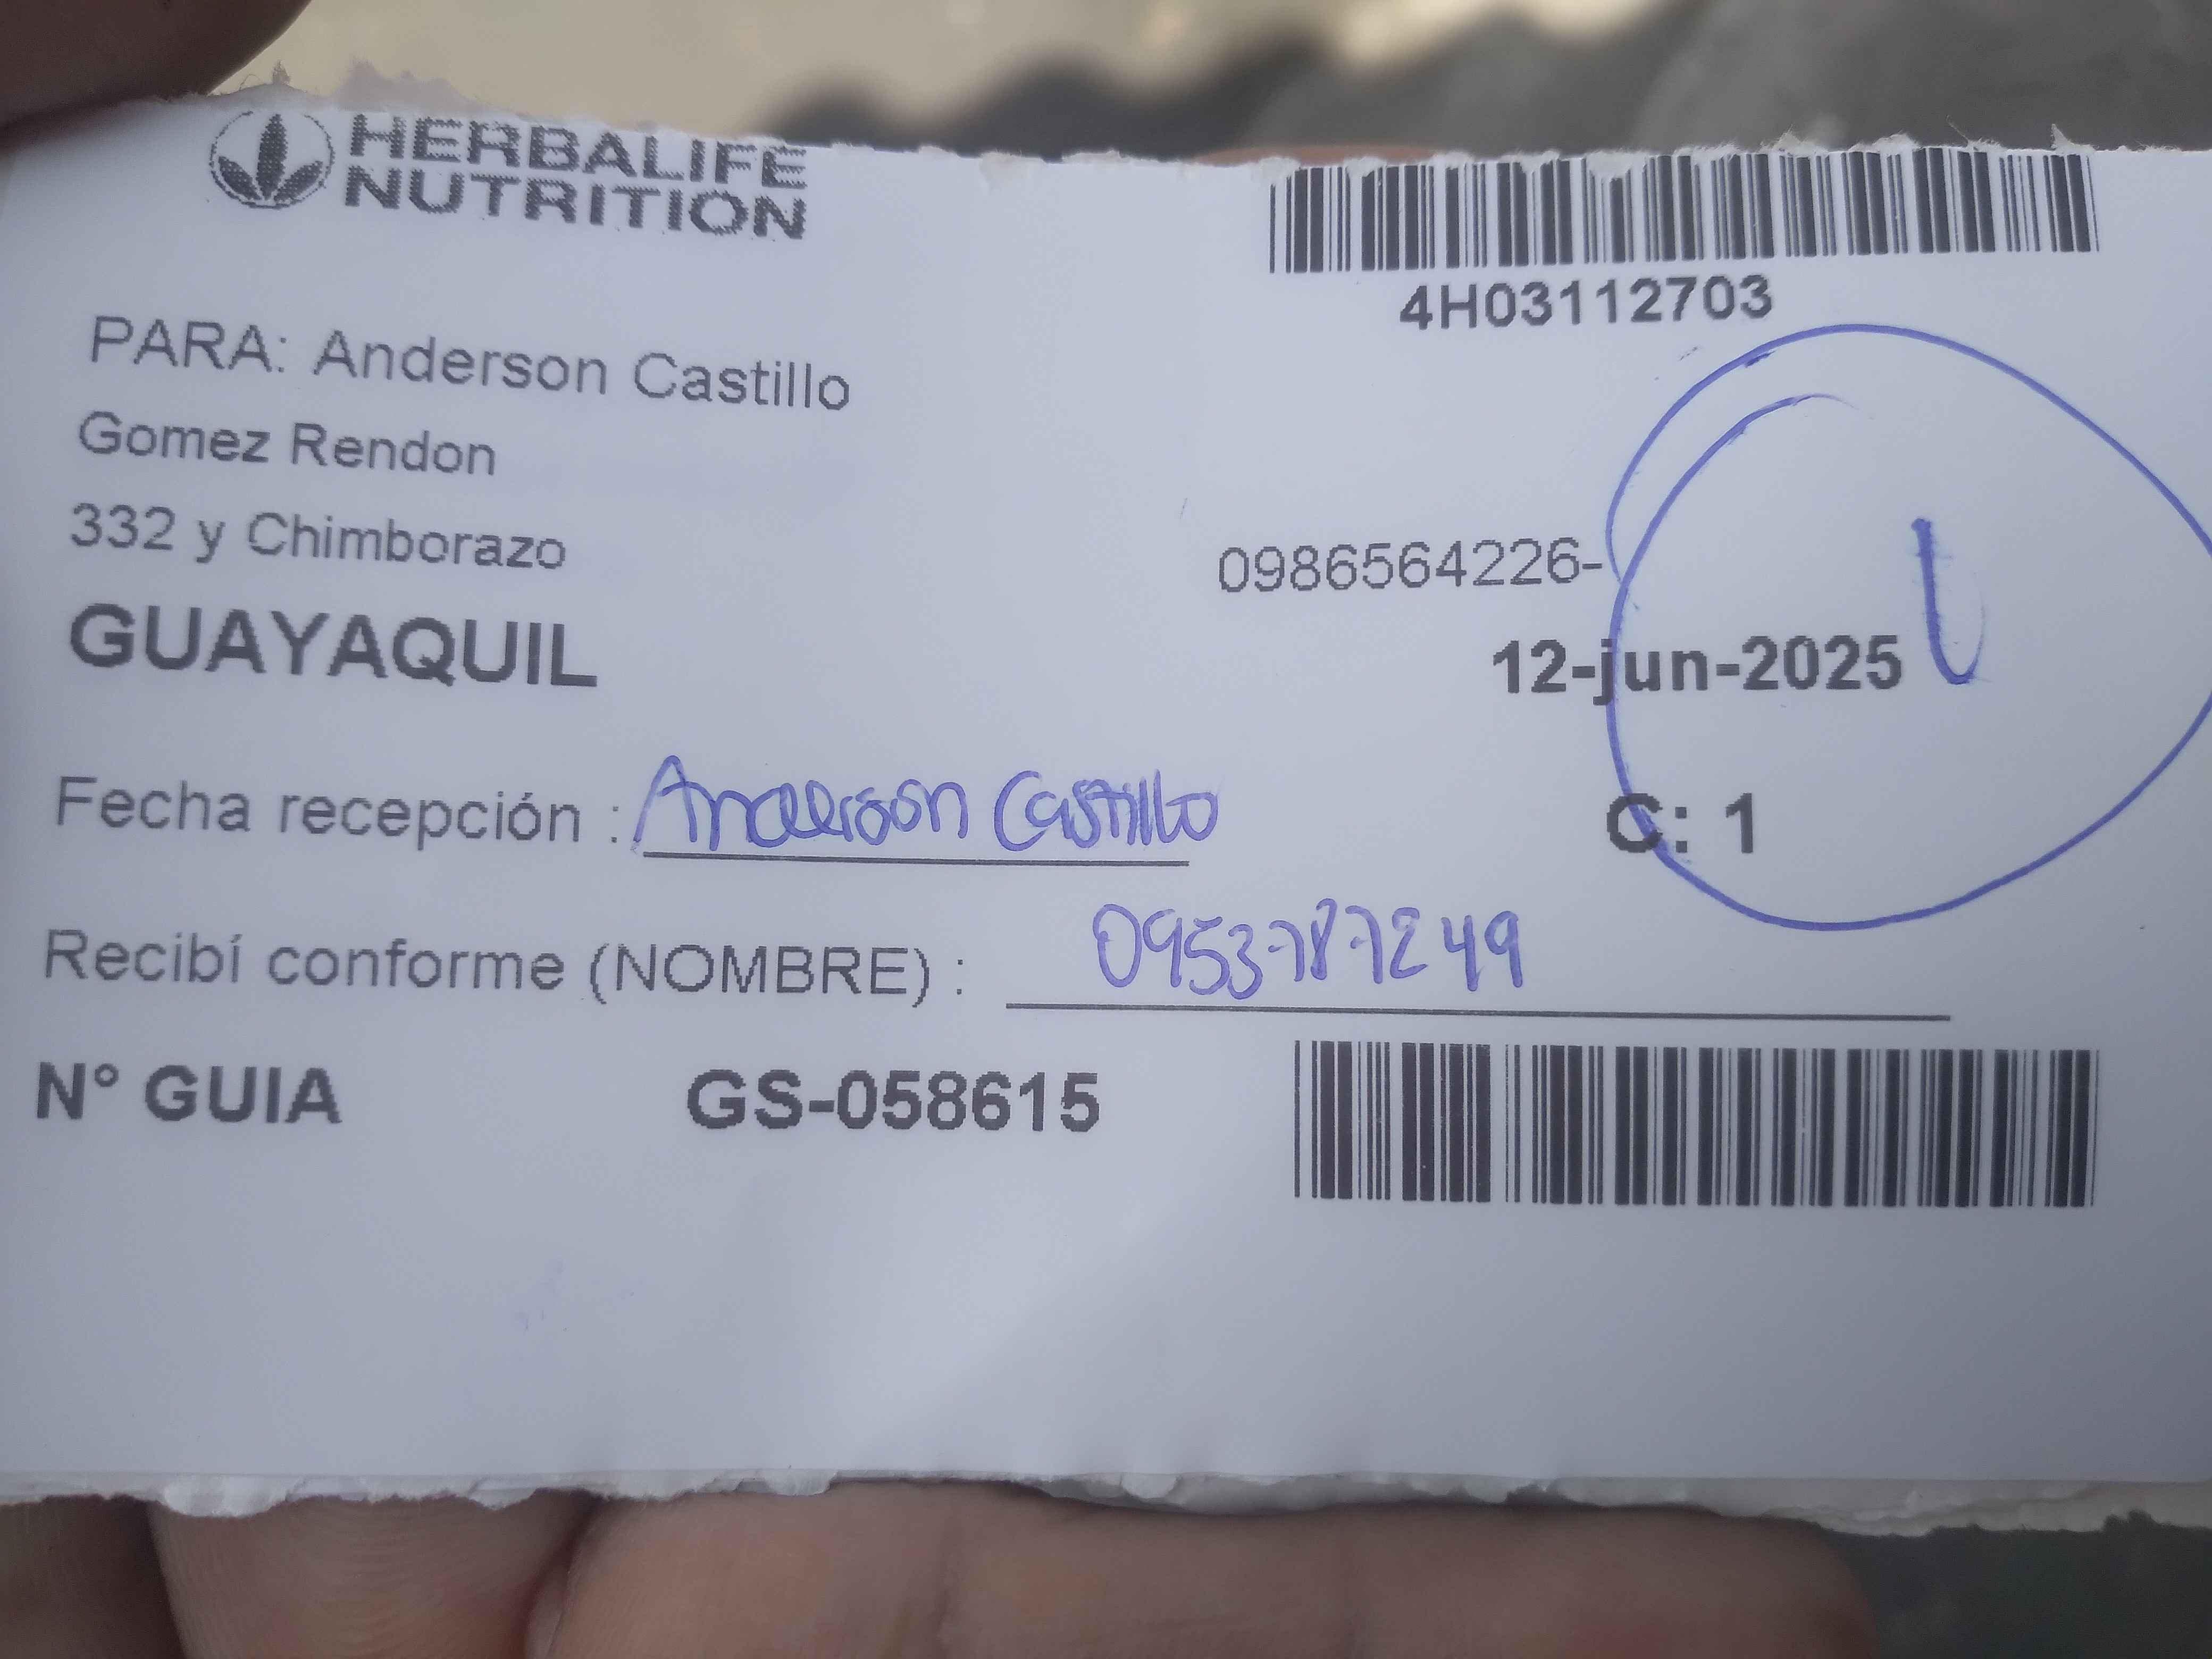 HERBALIFE
NUTRITION
4H03112703
PARA: Anderson Castillo
Gomez Rendon
332 y Chimborazo
0986564226-
GUAYAQUIL
12-jun-2025
Fecha recepción : Anderson Castillo
C: 1
Recibí conforme (NOMBRE) : 0953787249
N° GUIA GS-058615